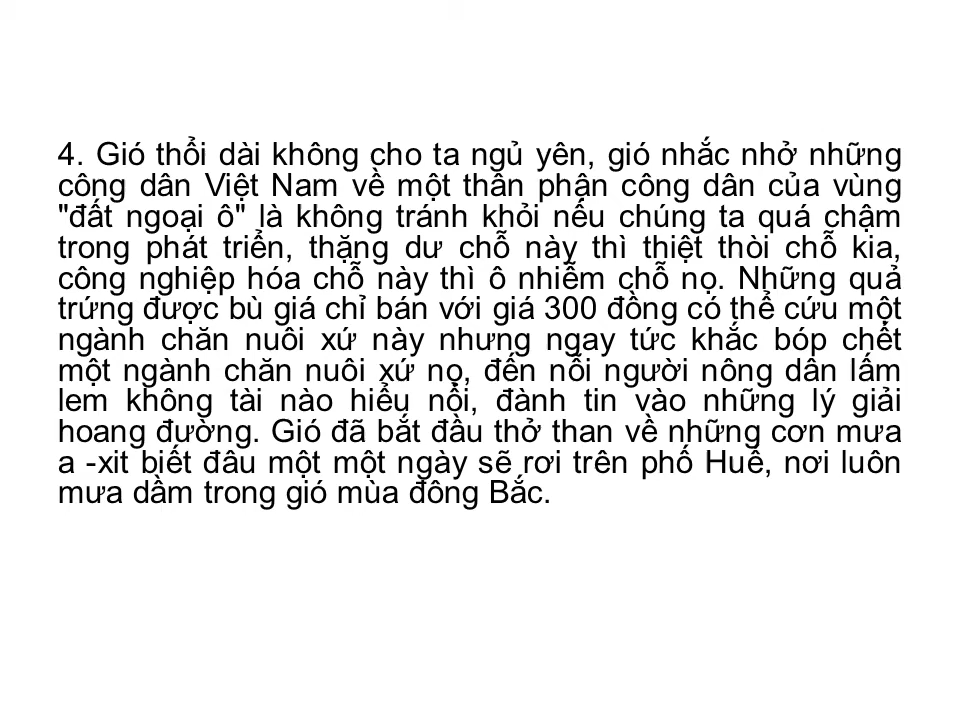 4. Gió thổi dài không cho ta ngủ yên, gió nhắc nhở những
công dân Việt Nam về một thân phận công dân của vùng
"đất ngoại ô" là không tránh khỏi nếu chúng ta quá chậm
trong phát triển, thặng dư chỗ này thì thiệt thòi chỗ kia,
công nghiệp hóa chỗ này thì ô nhiễm chỗ nọ. Những quả
trứng được bù giá chỉ bán với giá 300 đồng có thể cứu một
ngành chăn nuôi xứ này nhưng ngay tức khắc bóp chết
một ngành chăn nuôi xứ nọ, đến nỗi người nông dân lấm
lem không tài nào hiểu nổi, đành tin vào những lý giải
hoang đường. Gió đã bắt đầu thở than về những cơn mưa
a -xit biết đâu một một ngày sẽ rơi trên phố Huế, nơi luôn
mưa dầm trong gió mùa đông Bắc.